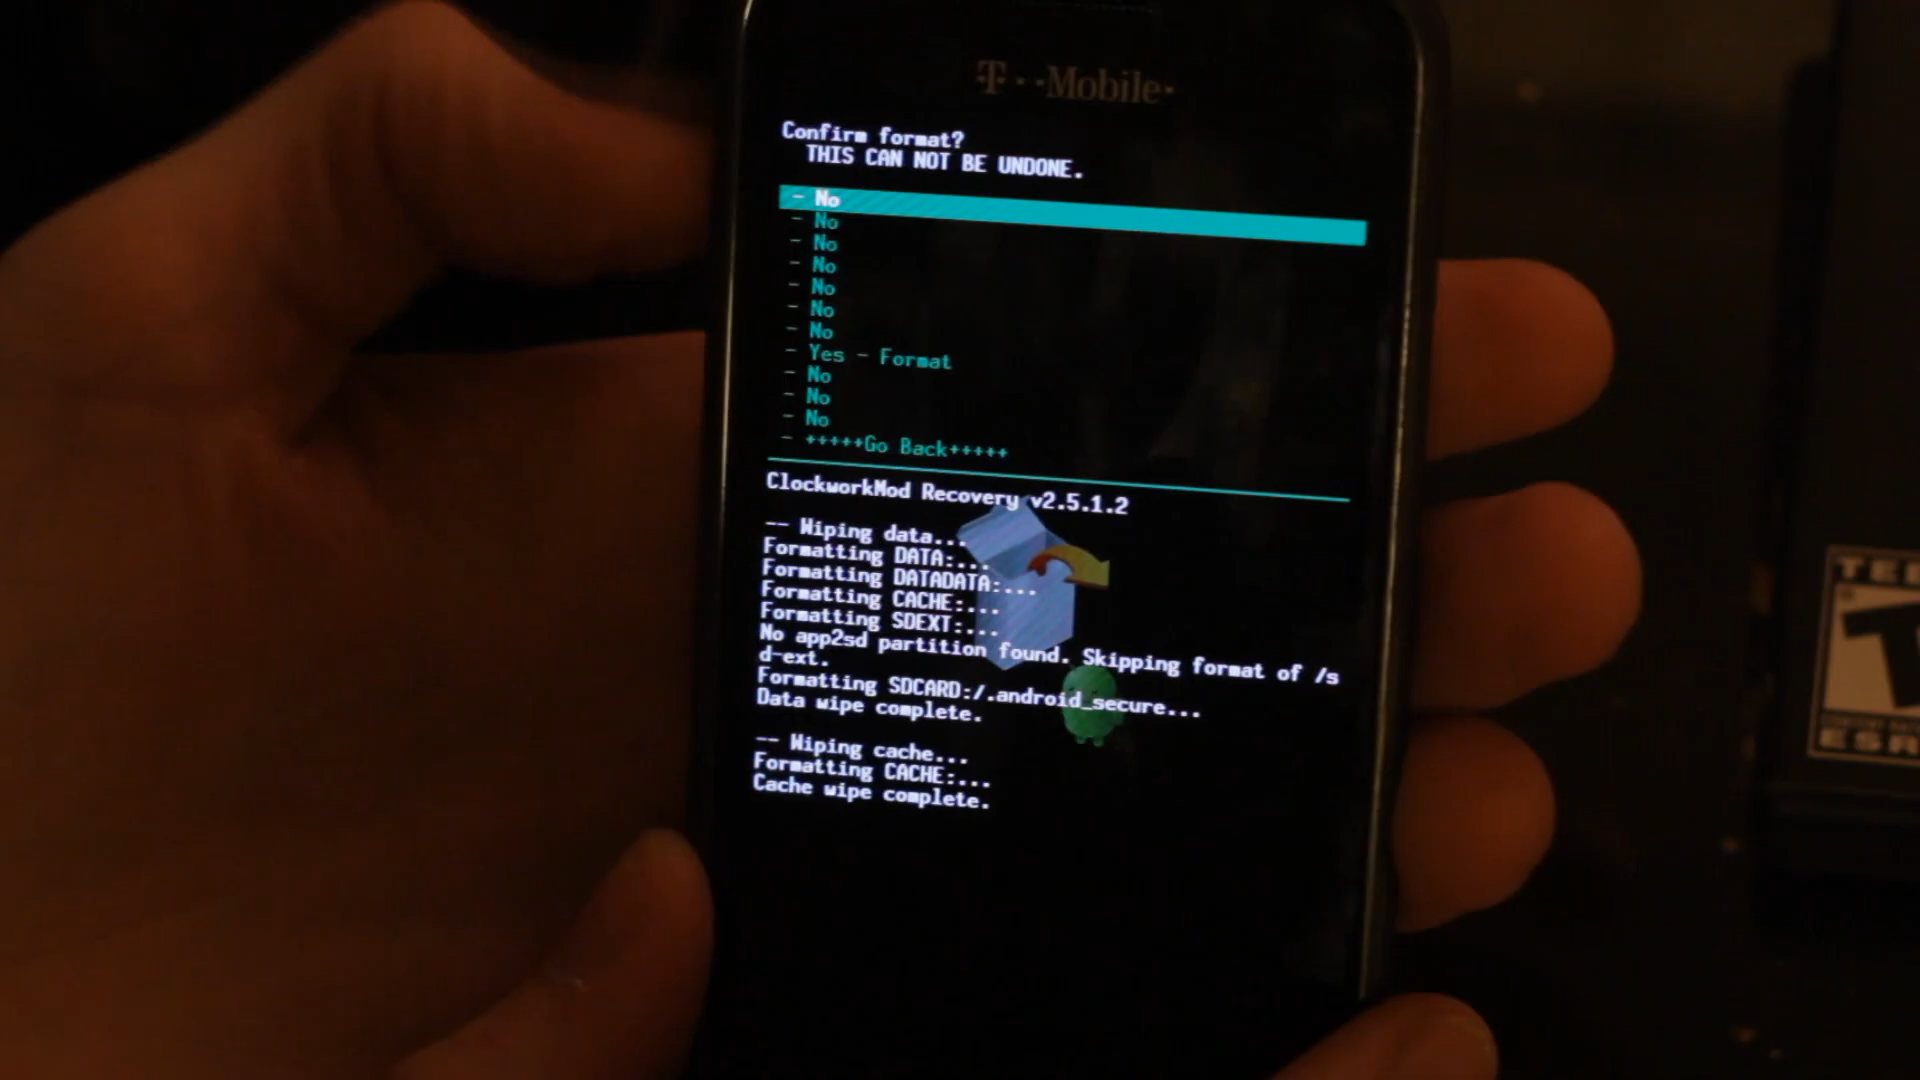 T··Mobile·
Confirm format?
THIS CAN NOT BE UNDONE.
- No
- No
- No
- No
- No
- No
- No
- Yes - Format
- No
- No
- No
- +++++Go Back+++++
ClockworkMod Recovery v2.5.1.2
-- Wiping data...
Formatting DATA:...
Formatting DATADATA:...
Formatting CACHE:...
Formatting SDEXT:...
No app2sd partition found. Skipping format of /s
d-ext.
Formatting SDCARD:/.android_secure...
Data wipe complete.
-- Wiping cache...
Formatting CACHE:...
Cache wipe complete.